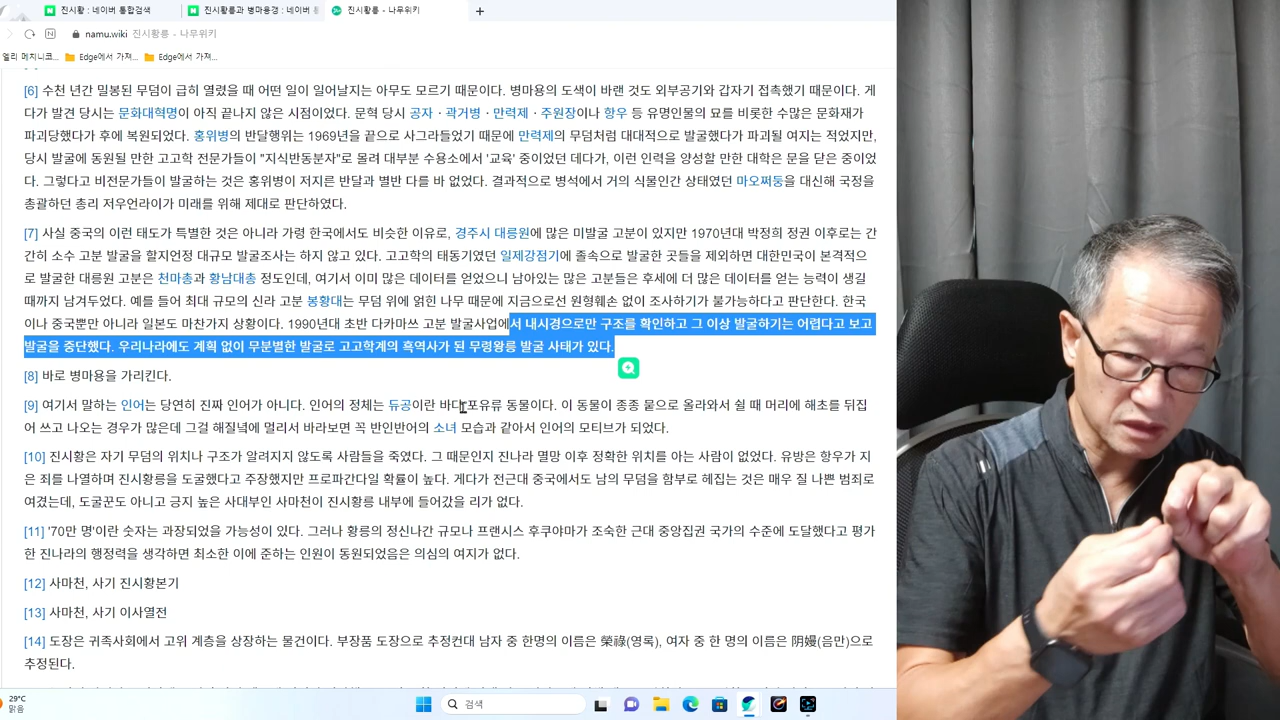 진시황 : 네이버 통합검색
진시황릉과 병마용갱 : 네이버
진시황릉 - 나무위키
namu.wiki 진시황릉 - 나무위키
엘리 메치니코... Edge에서 가져... Edge에서 가져...
[6] 수천 년간 밀봉된 무덤이 급히 열렸을 때 어떤 일이 일어날지는 아무도 모르기 때문이다. 병마용의 도색이 바랜 것도 외부공기와 갑자기 접촉했기 때문이다. 게
다가 발견 당시는 문화대혁명이 아직 끝나지 않은 시점이었다. 문혁 당시 공자 · 곽거병 · 만력제 · 주원장이나 항우 등 유명인물의 묘를 비롯한 수많은 문화재가
파괴당했다가 후에 복원되었다. 홍위병의 반달행위는 1969년을 끝으로 사그라들었기 때문에 만력제의 무덤처럼 대대적으로 발굴했다가 파괴될 여지는 적었지만,
당시 발굴에 동원될 만한 고고학 전문가들이 "지식반동분자"로 몰려 대부분 수용소에서 '교육' 중이었던 데다가, 이런 인력을 양성할 만한 대학은 문을 닫은 중이었
다. 그렇다고 비전문가들이 발굴하는 것은 홍위병이 저지른 반달과 별반 다를 바 없었다. 결과적으로 병석에서 거의 식물인간 상태였던 마오쩌둥을 대신해 국정을
총괄하던 총리 저우언라이가 미래를 위해 제대로 판단하였다.
[7] 사실 중국의 이런 태도가 특별한 것은 아니라 가령 한국에서도 비슷한 이유로, 경주시 대릉원에 많은 미발굴 고분이 있지만 1970년대 박정희 정권 이후로는 간
간히 소수 고분 발굴을 할지언정 대규모 발굴조사는 하지 않고 있다. 고고학의 태동기였던 일제강점기에 졸속으로 발굴한 곳들을 제외하면 대한민국이 본격적으
로 발굴한 대릉원 고분은 천마총과 황남대총 정도인데, 여기서 이미 많은 데이터를 얻었으니 남아있는 많은 고분들은 후세에 더 많은 데이터를 얻는 능력이 생길
때까지 남겨두었다. 예를 들어 최대 규모의 신라 고분 봉황대는 무덤 위에 얽힌 나무 때문에 지금으로선 원형훼손 없이 조사하기가 불가능하다고 판단한다. 한국
이나 중국뿐만 아니라 일본도 마찬가지 상황이다. 1990년대 초반 다카마쓰 고분 발굴사업에서 내시경으로만 구조를 확인하고 그 이상 발굴하기는 어렵다고 보고
발굴을 중단했다. 우리나라에도 계획 없이 무분별한 발굴로 고고학계의 흑역사가 된 무령왕릉 발굴 사태가 있다.
[8] 바로 병마용을 가리킨다.
[9] 여기서 말하는 인어는 당연히 진짜 인어가 아니다. 인어의 정체는 듀공이란 바다 포유류 동물이다. 이 동물이 종종 뭍으로 올라와서 쉴 때 머리에 해초를 뒤집
어 쓰고 나오는 경우가 많은데 그걸 해질녘에 멀리서 바라보면 꼭 반인반어의 소녀 모습과 같아서 인어의 모티브가 되었다.
[10] 진시황은 자기 무덤의 위치나 구조가 알려지지 않도록 사람들을 죽였다. 그 때문인지 진나라 멸망 이후 정확한 위치를 아는 사람이 없었다. 유방은 항우가 지
은 죄를 나열하며 진시황릉을 도굴했다고 주장했지만 프로파간다일 확률이 높다. 게다가 전근대 중국에서도 남의 무덤을 함부로 헤집는 것은 매우 질 나쁜 범죄로
여겼는데, 도굴꾼도 아니고 긍지 높은 사대부인 사마천이 진시황릉 내부에 들어갔을 리가 없다.
[11] '70만 명'이란 숫자는 과장되었을 가능성이 있다. 그러나 황릉의 정신나간 규모나 프랜시스 후쿠야마가 조숙한 근대 중앙집권 국가의 수준에 도달했다고 평가
한 진나라의 행정력을 생각하면 최소한 이에 준하는 인원이 동원되었음은 의심의 여지가 없다.
[12] 사마천, 사기 진시황본기
[13] 사마천, 사기 이사열전
[14] 도장은 귀족사회에서 고위 계층을 상장하는 물건이다. 부장품 도장으로 추정컨대 남자 중 한명의 이름은 榮祿(영록), 여자 중 한 명의 이름은 阴嫚(음만)으로
추정된다.
29°C
맑음
검색